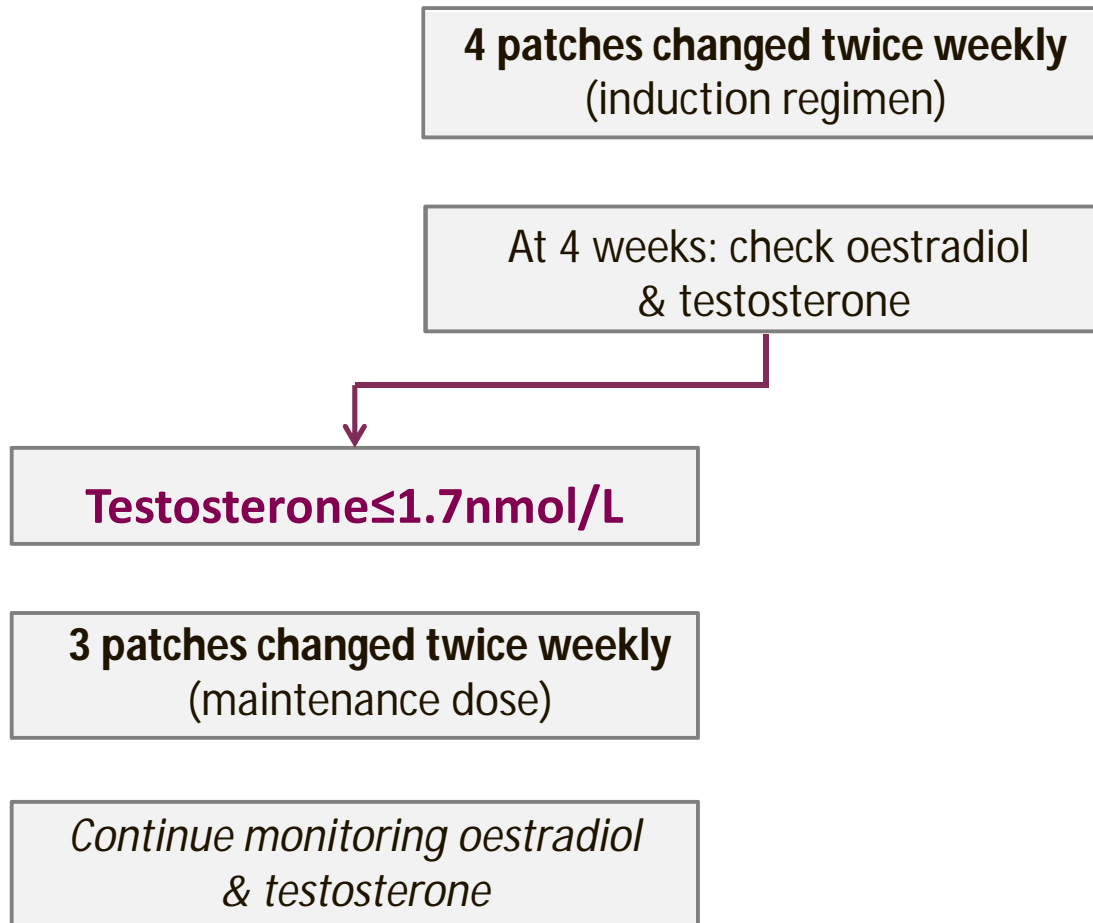 4 patches changed twice weekly
(induction regimen)
At 4 weeks: check oestradiol
& testosterone
Testosterone≤1.7nmol/L
3 patches changed twice weekly
(maintenance dose)
Continue monitoring oestradiol
& testosterone